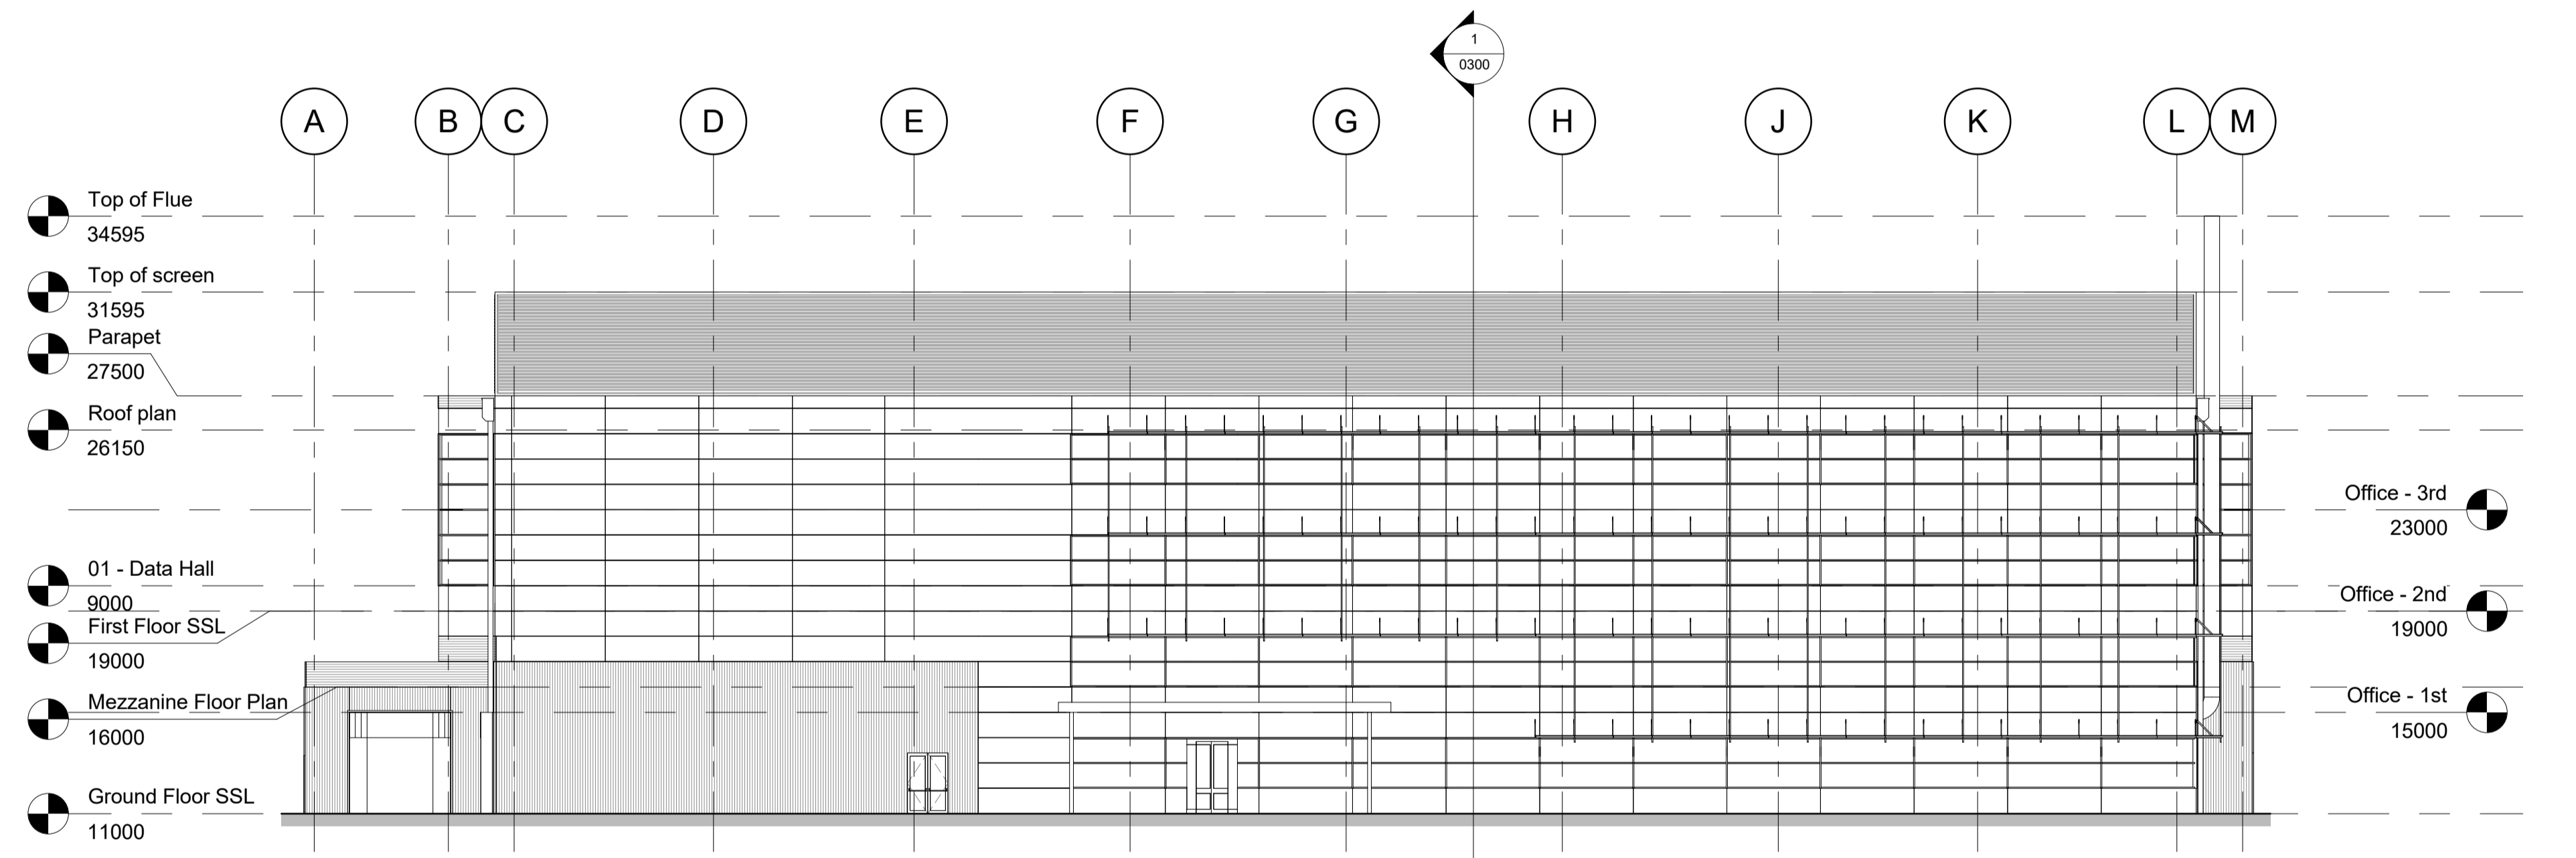 1
0300
A B C D E F G H J K L M
Top of Flue
34595
Top of screen
31595
Parapet
27500
Roof plan
26150
Office - 3rd
23000
01 - Data Hall
9000
Office - 2nd
19000
First Floor SSL
19000
Mezzanine Floor Plan
16000
Office - 1st
15000
Ground Floor SSL
11000